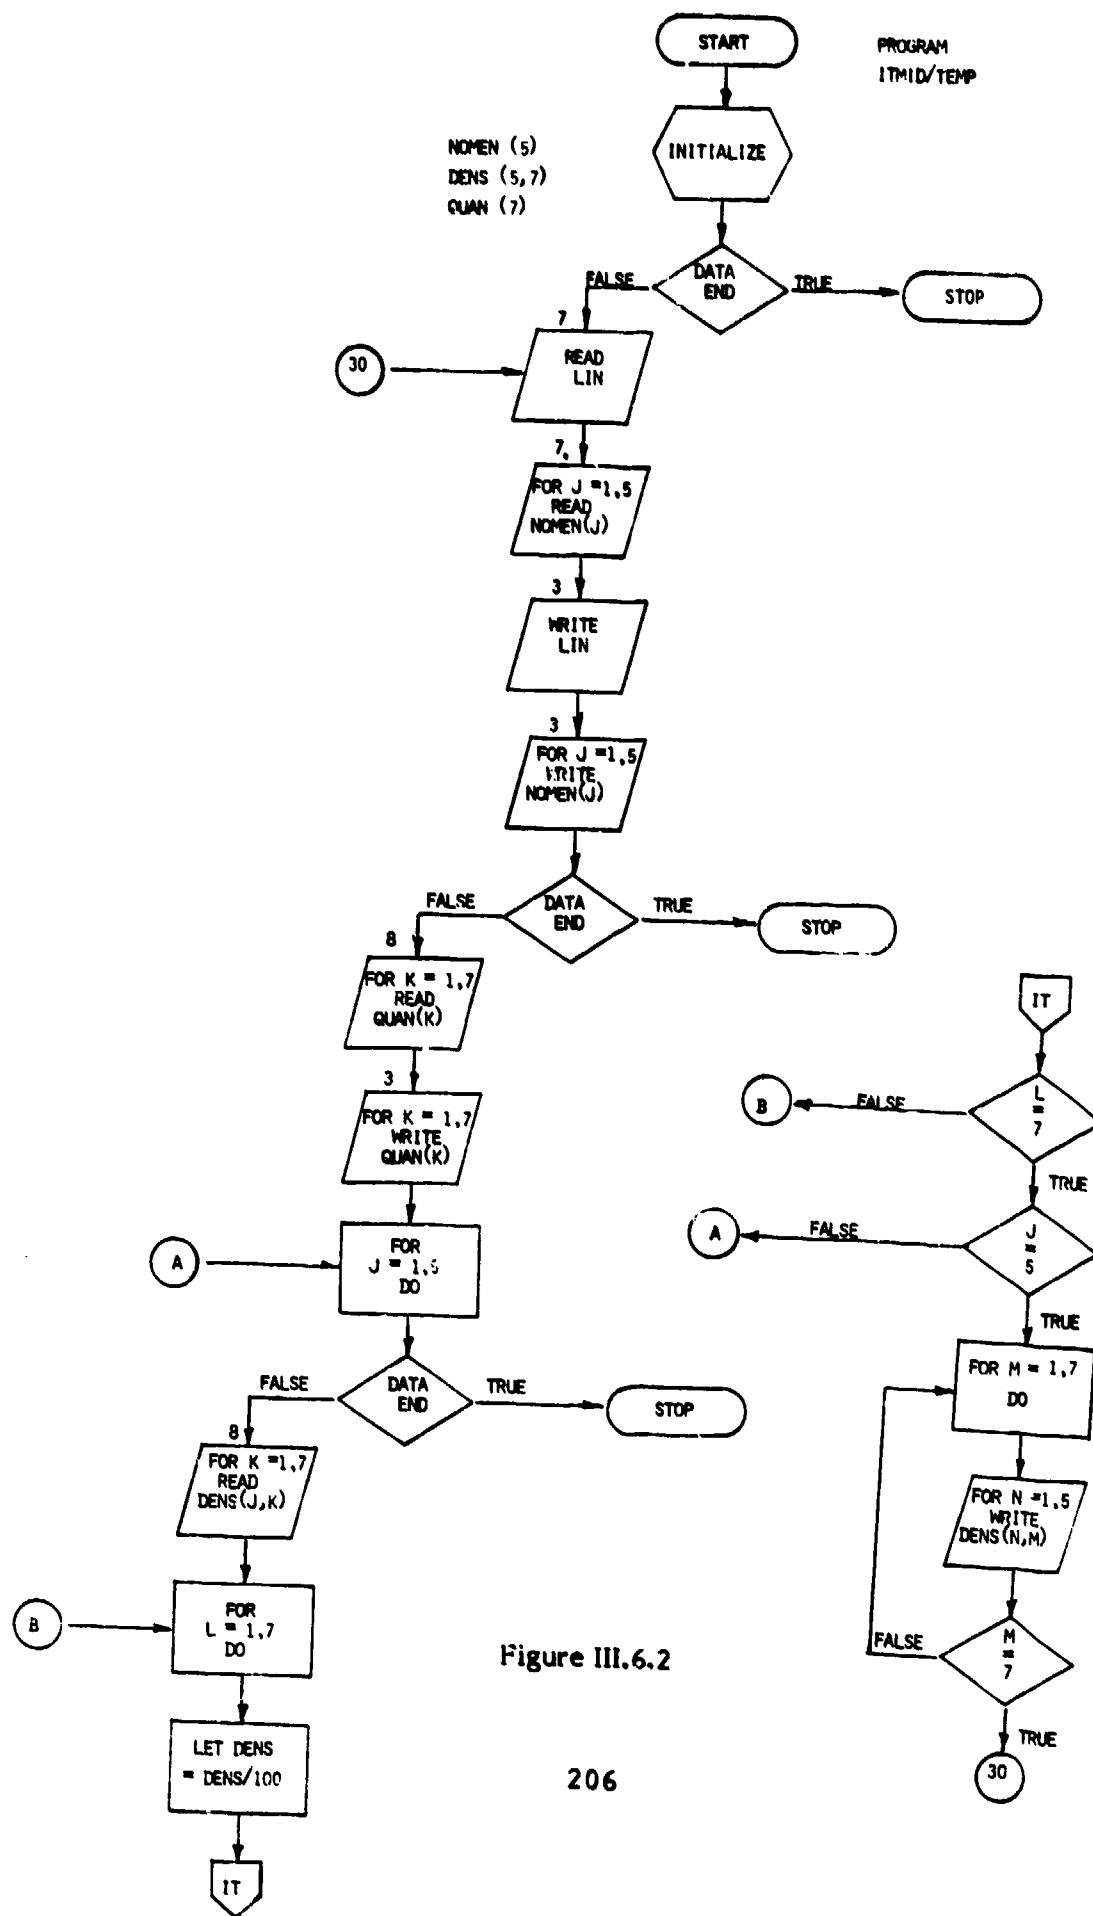 START
PROGRAM
ITMID/TEMP
INITIALIZE
NOMEN (5)
DENS (5,7)
QUAN (7)
DATA
END
FALSE
TRUE
STOP
7
30
READ
LIN
7.
FOR J =1,5
READ
NOMEN(J)
3
WRITE
LIN
3
FOR J =1,5
WRITE
NOMEN(J)
DATA
END
FALSE
TRUE
STOP
8
FOR K = 1,7
READ
QUAN(K)
3
FOR K = 1,7
WRITE
QUAN(K)
A
FOR
J = 1,5
DO
DATA
END
FALSE
TRUE
STOP
8
FOR K =1,7
READ
DENS(J,K)
B
FOR
L = 1,7
DO
LET DENS
= DENS/100
IT
IT
L
=
7
FALSE
B
TRUE
J
=
5
FALSE
A
TRUE
FOR M = 1,7
DO
FOR N =1,5
WRITE
DENS(N,M)
M
=
7
FALSE
TRUE
30
Figure III.6.2
206